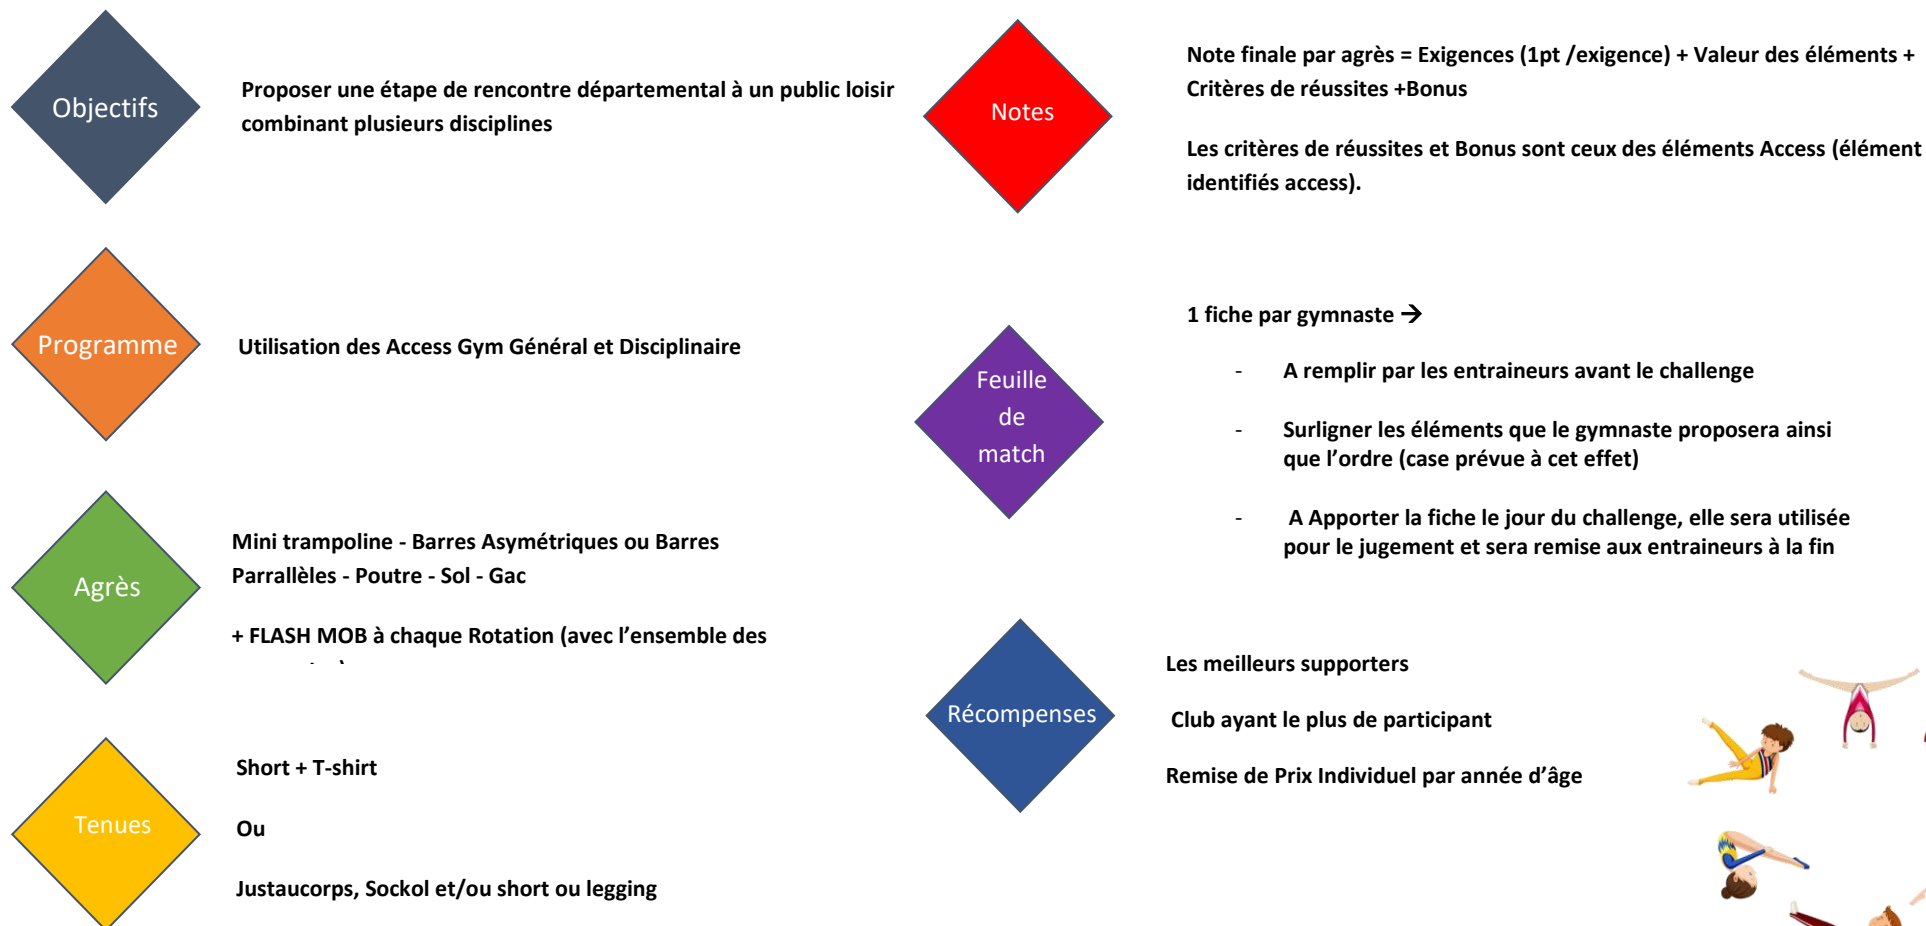 Objectifs
Proposer une étape de rencontre départemental à un public loisir
combinant plusieurs disciplines
Programme
Utilisation des Access Gym Général et Disciplinaire
Agrès
Mini trampoline - Barres Asymétriques ou Barres
Parrallèles - Poutre - Sol - Gac
+ FLASH MOB à chaque Rotation (avec l’ensemble des
Tenues
Short + T-shirt
Ou
Justaucorps, Sockol et/ou short ou legging
Notes
Note finale par agrès = Exigences (1pt /exigence) + Valeur des éléments +
Critères de réussites +Bonus
Les critères de réussites et Bonus sont ceux des éléments Access (élément
identifiés access).
Feuille
de
match
1 fiche par gymnaste →
- A remplir par les entraineurs avant le challenge
- Surligner les éléments que le gymnaste proposera ainsi
que l’ordre (case prévue à cet effet)
- A Apporter la fiche le jour du challenge, elle sera utilisée
pour le jugement et sera remise aux entraineurs à la fin
Récompenses
Les meilleurs supporters
Club ayant le plus de participant
Remise de Prix Individuel par année d’âge